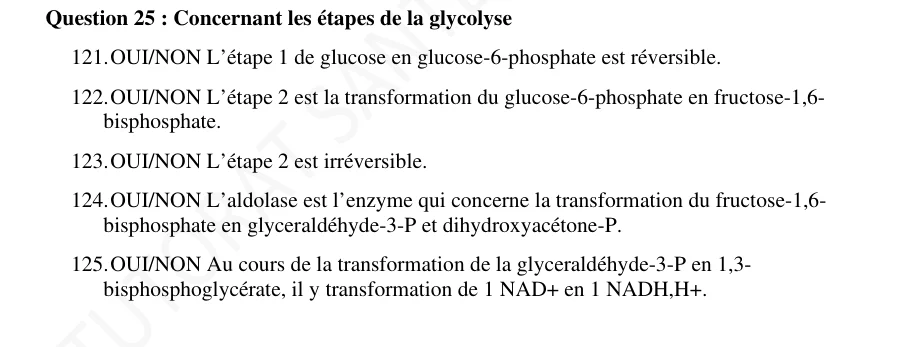 Question 25 : Concernant les étapes de la glycolyse
121.OUI/NON L'étape 1 de glucose en glucose-6-phosphate est réversible.
122.OUI/NON L'étape 2 est la transformation du glucose-6-phosphate en fructose-1,6-
bisphosphate.
123.OUI/NON L'étape 2 est irréversible.
124.OUI/NON L'aldolase est l'enzyme qui concerne la transformation du fructose-1,6-
bisphosphate en glyceraldéhyde-3-P et dihydroxyacétone-P.
125.OUI/NON Au cours de la transformation de la glyceraldéhyde-3-P en 1,3-
bisphosphoglycérate, il y transformation de 1 NAD+ en 1 NADH,H+.